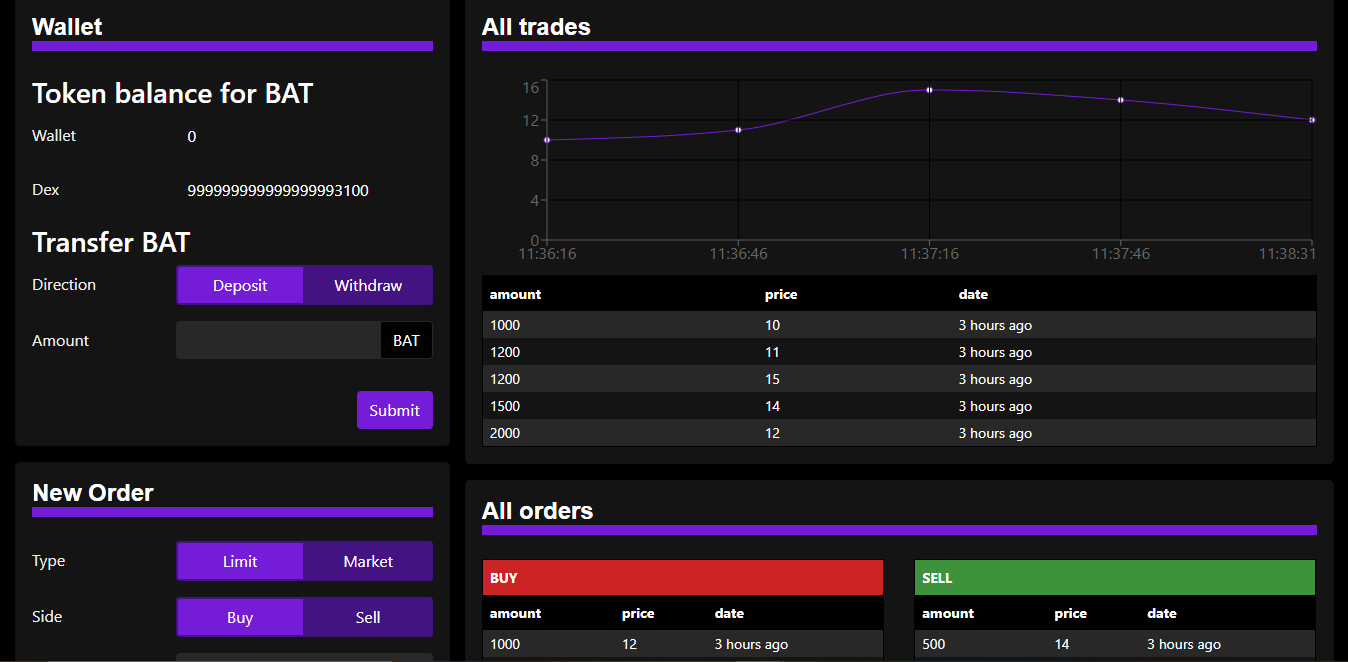 Wallet
Token balance for BAT
Wallet 0
Dex 999999999999999993100
Transfer BAT
Direction Deposit Withdraw
Amount BAT
Submit
New Order
Type Limit Market
Side Buy Sell
All trades
16
12
8
4
0
11:36:16 11:36:46 11:37:16 11:37:46 11:38:31
amount price date
1000 10 3 hours ago
1200 11 3 hours ago
1200 15 3 hours ago
1500 14 3 hours ago
2000 12 3 hours ago
All orders
BUY
amount price date
1000 12 3 hours ago
SELL
amount price date
500 14 3 hours ago